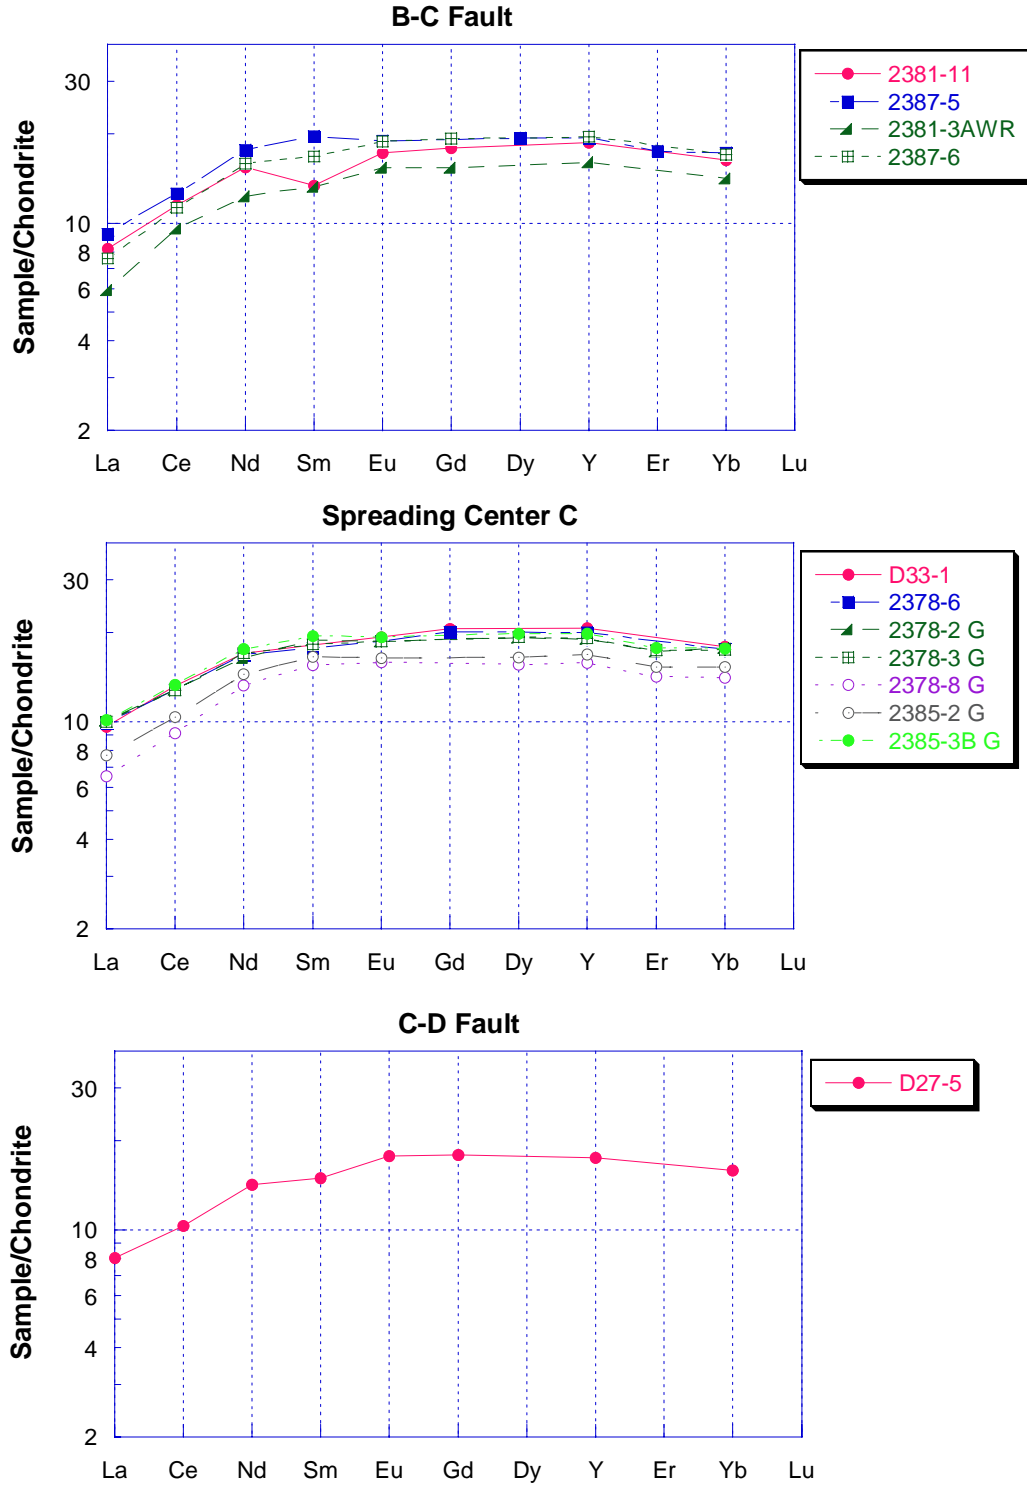 B-C Fault
Sample/Chondrite
30
10
8
6
4
2
La Ce Nd Sm Eu Gd Dy Y Er Yb Lu
2381-11
2387-5
2381-3AWR
2387-6
Spreading Center C
Sample/Chondrite
30
10
8
6
4
2
La Ce Nd Sm Eu Gd Dy Y Er Yb Lu
D33-1
2378-6
2378-2 G
2378-3 G
2378-8 G
2385-2 G
2385-3B G
C-D Fault
Sample/Chondrite
30
10
8
6
4
2
La Ce Nd Sm Eu Gd Dy Y Er Yb Lu
D27-5